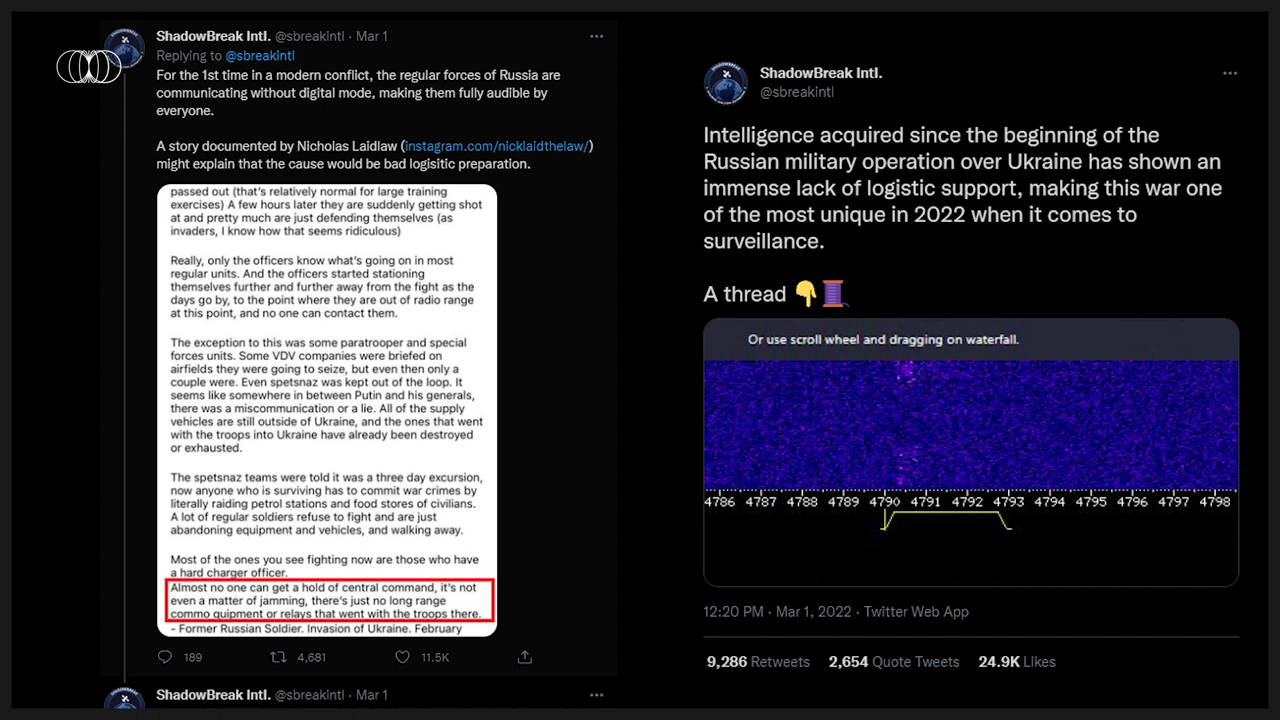 ShadowBreak Intl. @sbreakintl · Mar 1
Replying to @sbreakintl
For the 1st time in a modern conflict, the regular forces of Russia are
communicating without digital mode, making them fully audible by
everyone.
A story documented by Nicholas Laidlaw (instagram.com/nicklaidthelaw/)
might explain that the cause would be bad logisitic preparation.
passed out (that's relatively normal for large training
exercises) A few hours later they are suddenly getting shot
at and pretty much are just defending themselves (as
invaders, I know how that seems ridiculous)
Really, only the officers know what's going on in most
regular units. And the officers started stationing
themselves further and further away from the fight as the
days go by, to the point where they are out of radio range
at this point, and no one can contact them.
The exception to this was some paratrooper and special
forces units. Some VDV companies were briefed on
airfields they were going to seize, but even then only a
couple were. Even spetsnaz was kept out of the loop. It
seems like somewhere in between Putin and his generals,
there was a miscommunication or a lie. All of the supply
vehicles are still outside of Ukraine, and the ones that went
with the troops into Ukraine have already been destroyed
or exhausted.
The spetsnaz teams were told it was a three day excursion,
now anyone who is surviving has to commit war crimes by
literally raiding petrol stations and food stores of civilians.
A lot of regular soldiers refuse to fight and are just
abandoning equipment and vehicles, and walking away.
Most of the ones you see fighting now are those who have
a hard charger officer.
Almost no one can get a hold of central command, it's not
even a matter of jamming, there's just no long range
commo quipment or relays that went with the troops there.
- Former Russian Soldier. Invasion of Ukraine. February
189 4,681 11.5K
ShadowBreak Intl. @sbreakintl · Mar 1
ShadowBreak Intl.
@sbreakintl
Intelligence acquired since the beginning of the
Russian military operation over Ukraine has shown an
immense lack of logistic support, making this war one
of the most unique in 2022 when it comes to
surveillance.
A thread 👇🧵
Or use scroll wheel and dragging on waterfall.
4786 4787 4788 4789 4790 4791 4792 4793 4794 4795 4796 4797 4798
12:20 PM · Mar 1, 2022 · Twitter Web App
9,286 Retweets 2,654 Quote Tweets 24.9K Likes